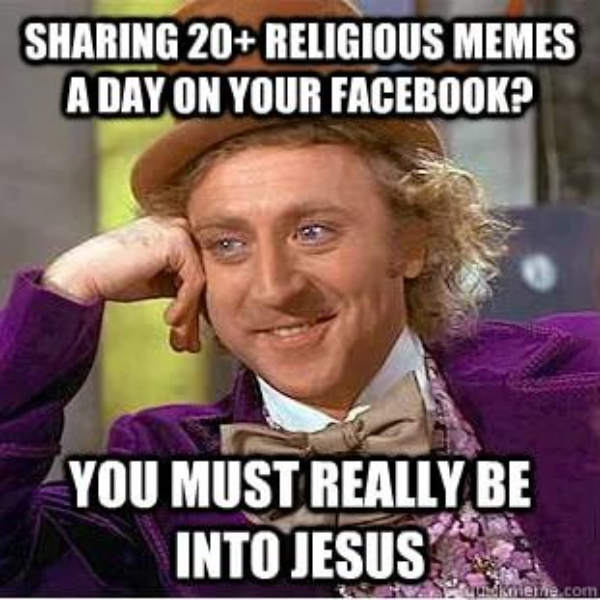 SHARING 20+ RELIGIOUS MEMES
A DAY ON YOUR FACEBOOK?
YOU MUST REALLY BE
INTO JESUS
quickmeme.com